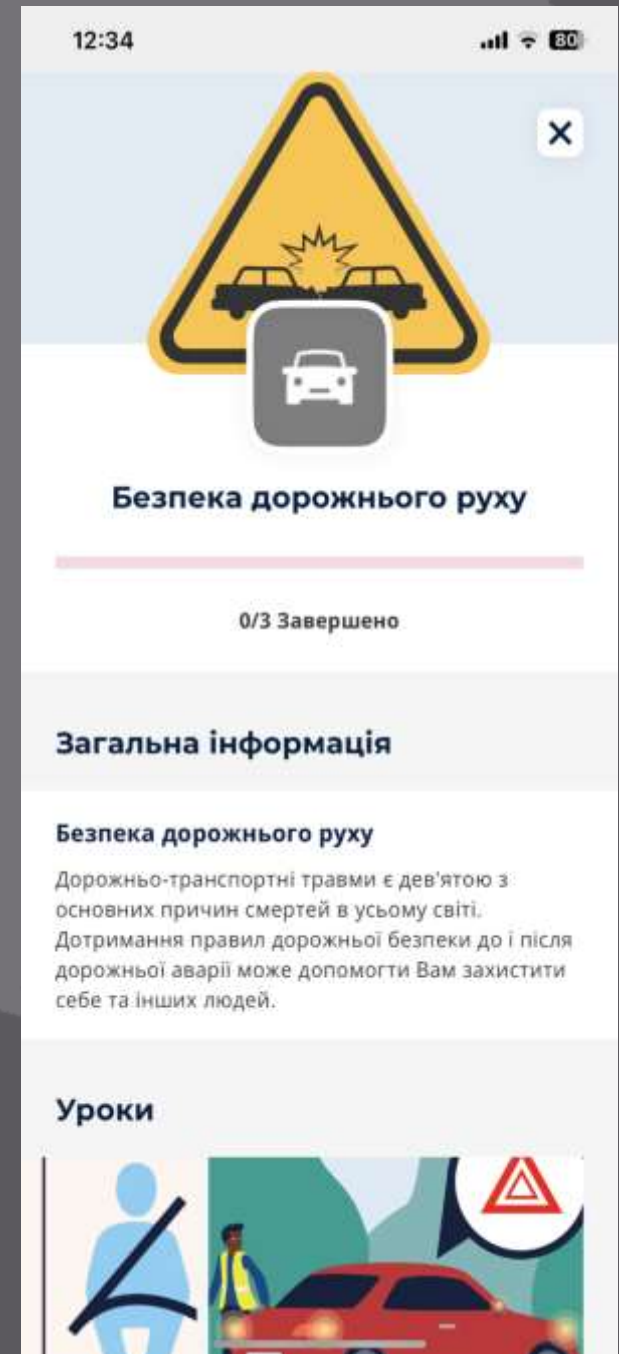 12:34
80
Безпека дорожнього руху
0/3 Завершено
Загальна інформація
Безпека дорожнього руху
Дорожньо-транспортні травми є дев'ятою з
основних причин смертей в усьому світі.
Дотримання правил дорожньої безпеки до і після
дорожньої аварії може допомогти Вам захистити
себе та інших людей.
Уроки